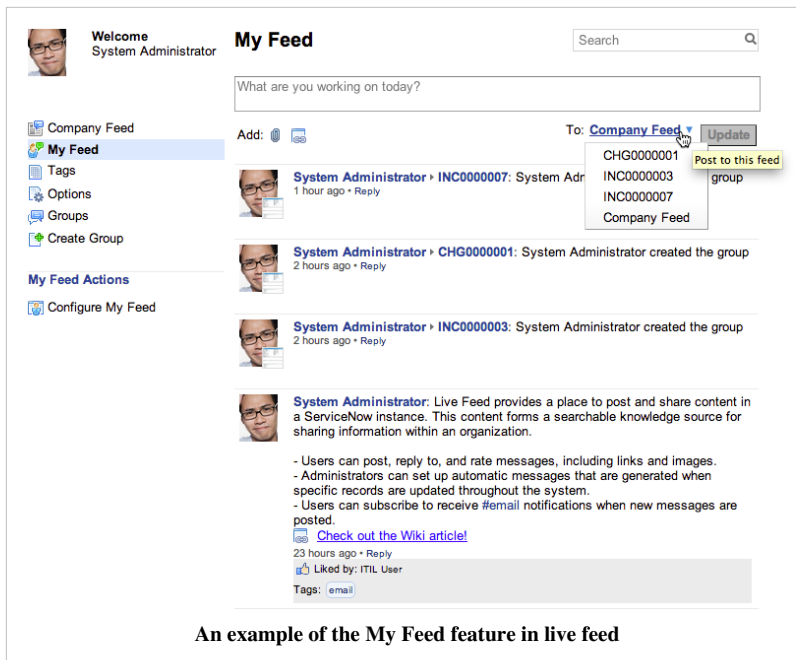 Welcome
System Administrator
My Feed
Search
What are you working on today?
Company Feed
My Feed
Tags
Options
Groups
Create Group
My Feed Actions
Configure My Feed
Add:
To: Company Feed
Update
Post to this feed
CHG0000001
INC0000003
INC0000007
Company Feed
System Administrator ▸ INC0000007: System Adm group
1 hour ago • Reply
System Administrator ▸ CHG0000001: System Administrator created the group
2 hours ago • Reply
System Administrator ▸ INC0000003: System Administrator created the group
2 hours ago • Reply
System Administrator: Live Feed provides a place to post and share content in
a ServiceNow instance. This content forms a searchable knowledge source for
sharing information within an organization.
- Users can post, reply to, and rate messages, including links and images.
- Administrators can set up automatic messages that are generated when
specific records are updated throughout the system.
- Users can subscribe to receive #email notifications when new messages are
posted.
Check out the Wiki article!
23 hours ago • Reply
Liked by: ITIL User
Tags: email
An example of the My Feed feature in live feed